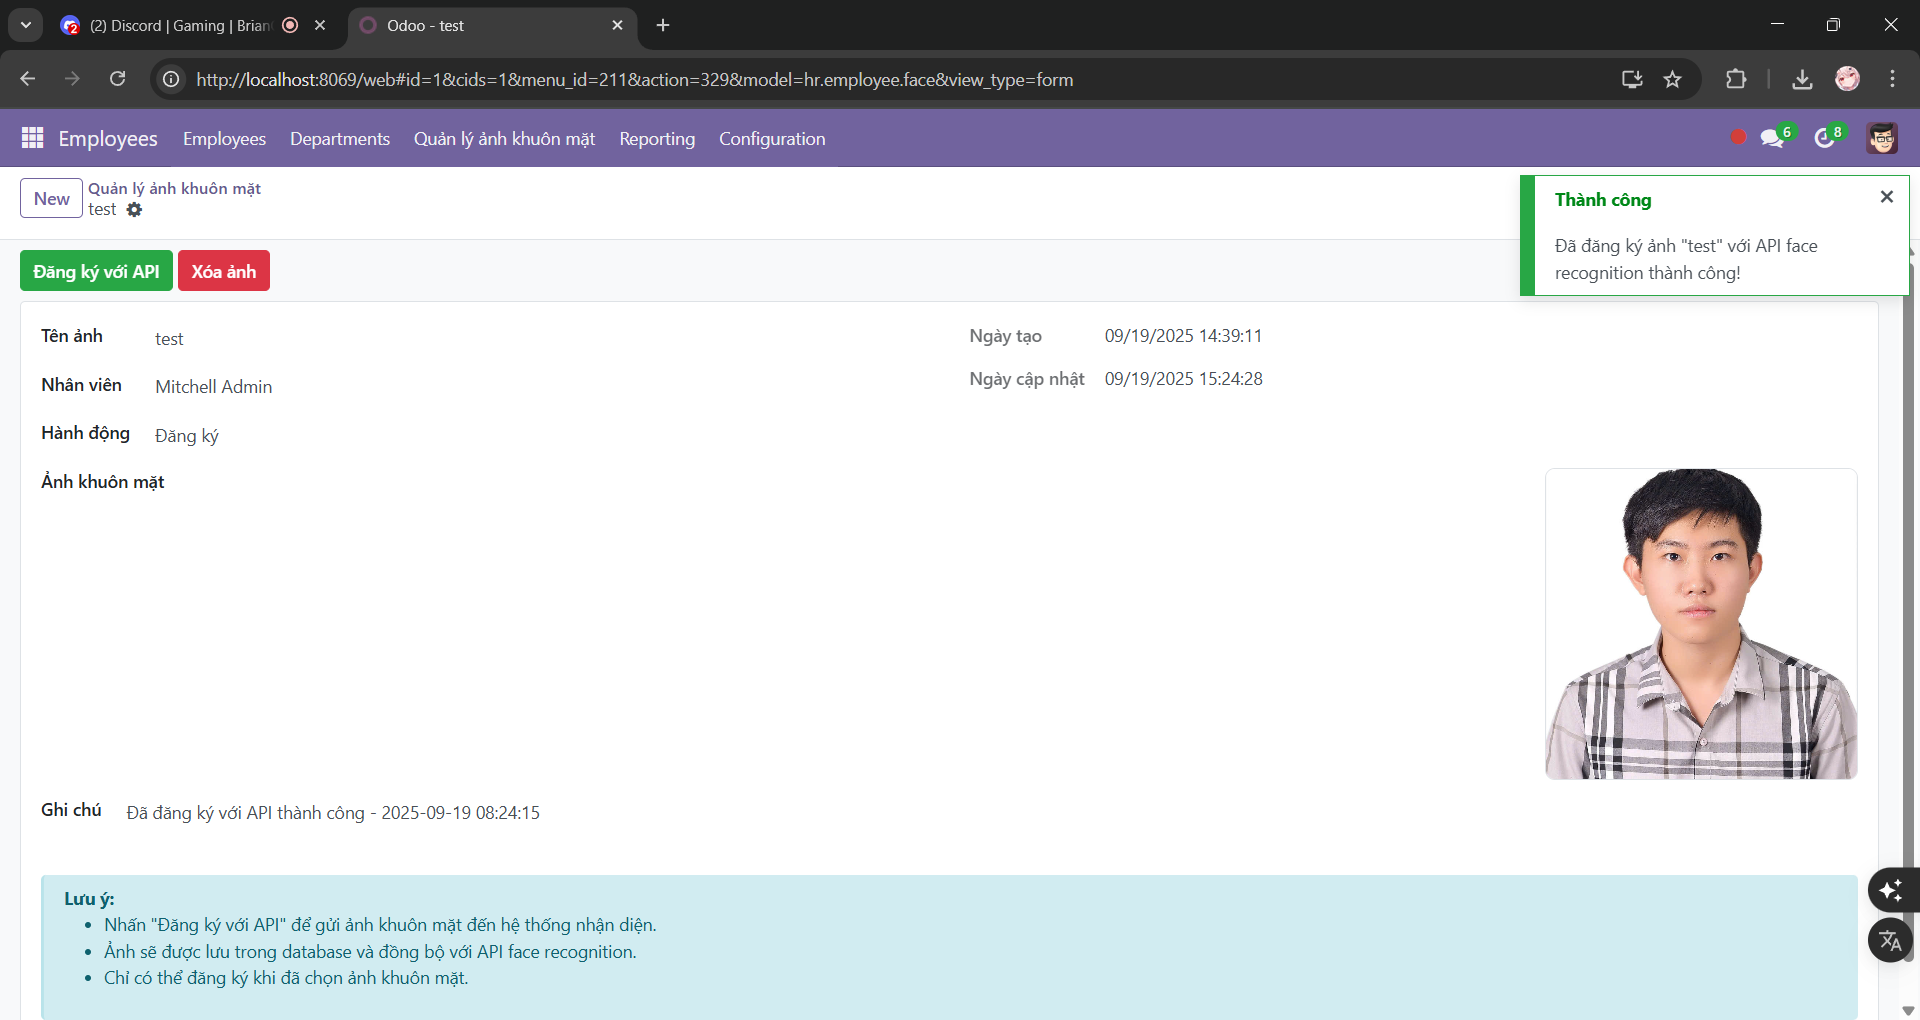 (2) Discord | Gaming | Brian
Odoo - test
http://localhost:8069/web#id=1&cids=1&menu_id=211&action=329&model=hr.employee.face&view_type=form
Employees Employees Departments Quản lý ảnh khuôn mặt Reporting Configuration 6 8
New
Quản lý ảnh khuôn mặt
test
Thành công
Đã đăng ký ảnh "test" với API face
recognition thành công!
Đăng ký với API Xóa ảnh
Tên ảnh test
Ngày tạo 09/19/2025 14:39:11
Nhân viên Mitchell Admin
Ngày cập nhật 09/19/2025 15:24:28
Hành động Đăng ký
Ảnh khuôn mặt
Ghi chú Đã đăng ký với API thành công - 2025-09-19 08:24:15
Lưu ý:
• Nhấn "Đăng ký với API" để gửi ảnh khuôn mặt đến hệ thống nhận diện.
• Ảnh sẽ được lưu trong database và đồng bộ với API face recognition.
• Chỉ có thể đăng ký khi đã chọn ảnh khuôn mặt.